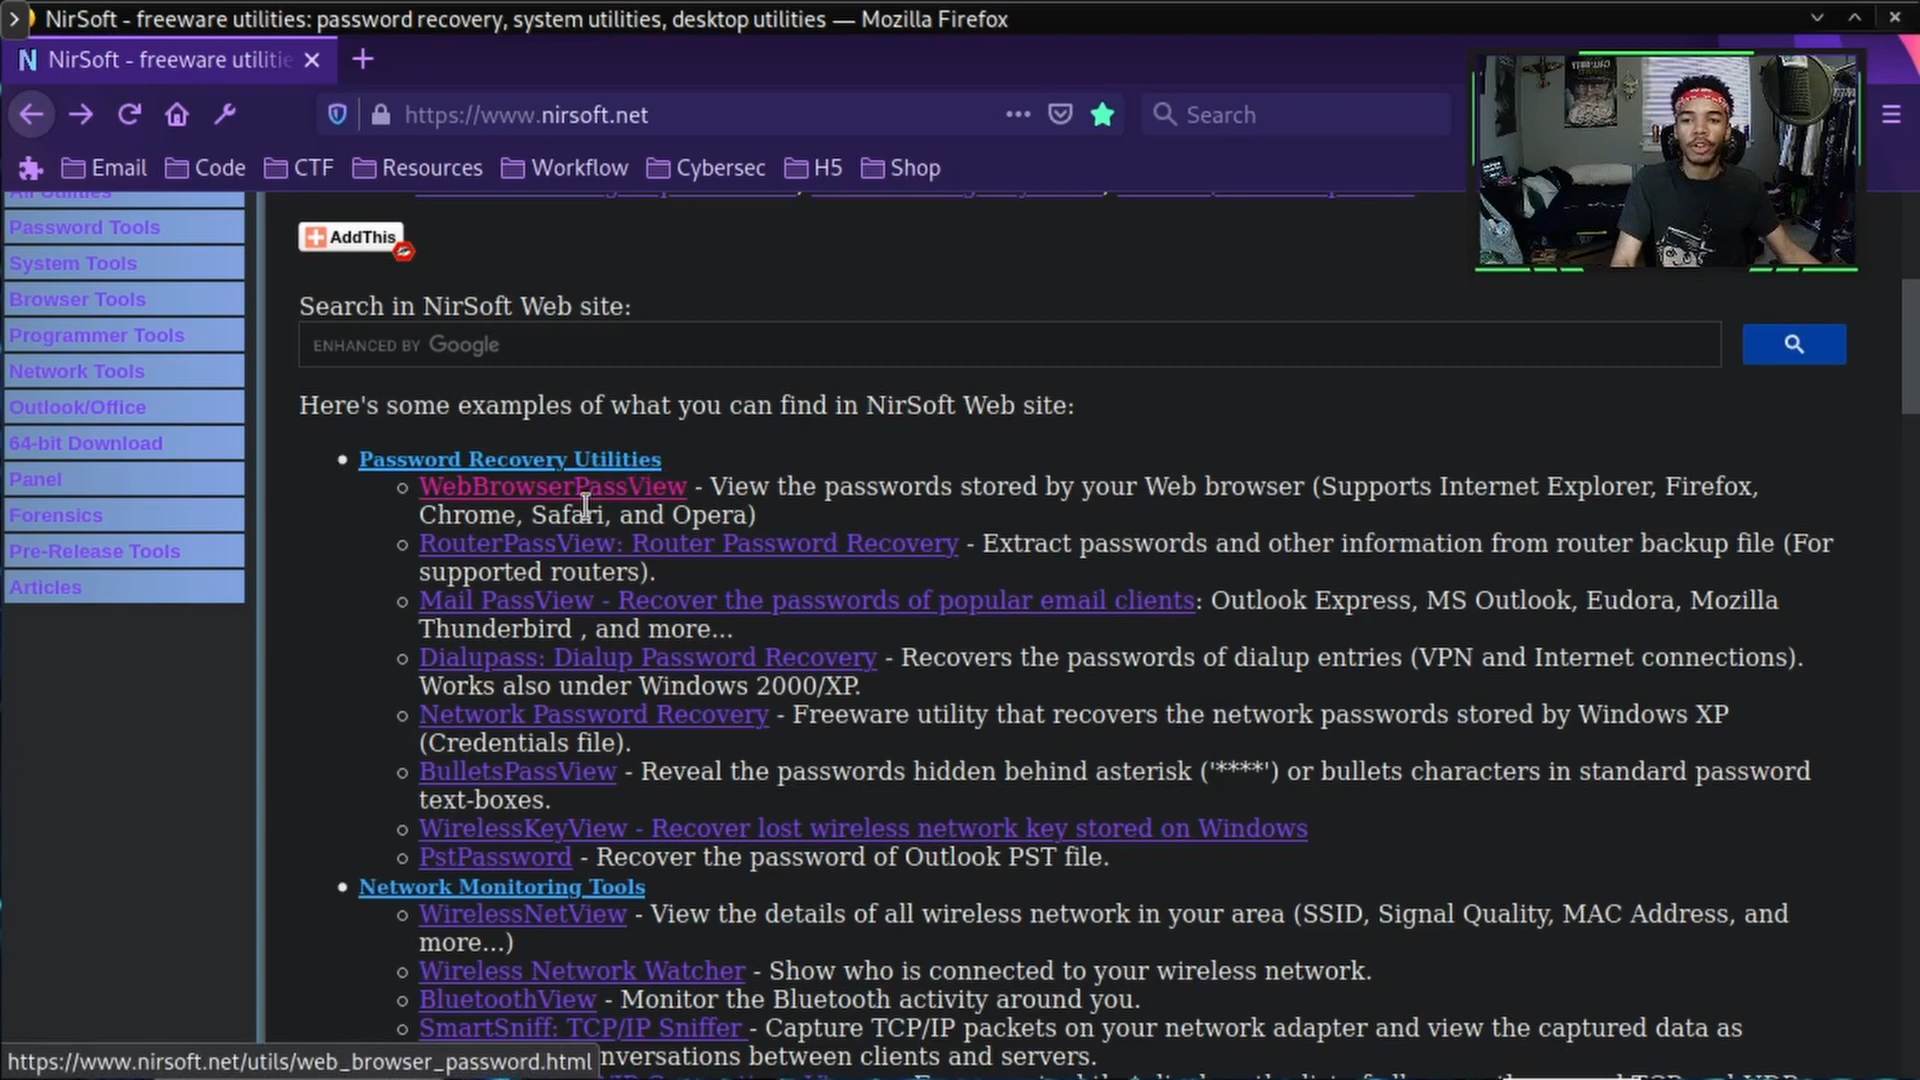 NirSoft - freeware utilities: password recovery, system utilities, desktop utilities — Mozilla Firefox
N NirSoft - freeware utilitie
https://www.nirsoft.net
Search
Email Code CTF Resources Workflow Cybersec H5 Shop
All Utilities
Password Tools
System Tools
Browser Tools
Programmer Tools
Network Tools
Outlook/Office
64-bit Download
Panel
Forensics
Pre-Release Tools
Articles
AddThis
Search in NirSoft Web site:
ENHANCED BY Google
Here's some examples of what you can find in NirSoft Web site:
Password Recovery Utilities
WebBrowserPassView - View the passwords stored by your Web browser (Supports Internet Explorer, Firefox,
Chrome, Safari, and Opera)
RouterPassView: Router Password Recovery - Extract passwords and other information from router backup file (For
supported routers).
Mail PassView - Recover the passwords of popular email clients: Outlook Express, MS Outlook, Eudora, Mozilla
Thunderbird , and more...
Dialupass: Dialup Password Recovery - Recovers the passwords of dialup entries (VPN and Internet connections).
Works also under Windows 2000/XP.
Network Password Recovery - Freeware utility that recovers the network passwords stored by Windows XP
(Credentials file).
BulletsPassView - Reveal the passwords hidden behind asterisk ('****') or bullets characters in standard password
text-boxes.
WirelessKeyView - Recover lost wireless network key stored on Windows
PstPassword - Recover the password of Outlook PST file.
Network Monitoring Tools
WirelessNetView - View the details of all wireless network in your area (SSID, Signal Quality, MAC Address, and
more...)
Wireless Network Watcher - Show who is connected to your wireless network.
BluetoothView - Monitor the Bluetooth activity around you.
SmartSniff: TCP/IP Sniffer - Capture TCP/IP packets on your network adapter and view the captured data as
nversations between clients and servers.
https://www.nirsoft.net/utils/web_browser_password.html